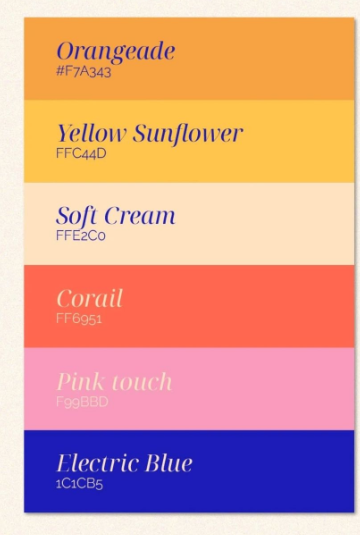 Orangeade
#F7A343
Yellow Sunflower
FFC44D
Soft Cream
FFE2C0
Corail
FF6951
Pink touch
F99BBD
Electric Blue
1C1CB5